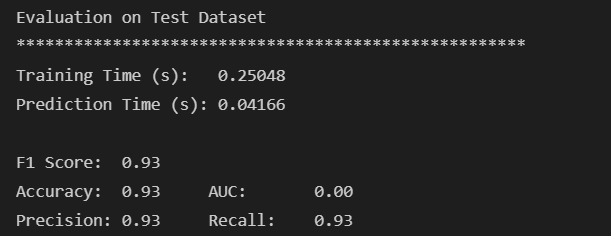 Evaluation on Test Dataset
*****************************************************
Training Time (s):   0.25048
Prediction Time (s): 0.04166
F1 Score:  0.93
Accuracy:  0.93     AUC:       0.00
Precision: 0.93     Recall:    0.93